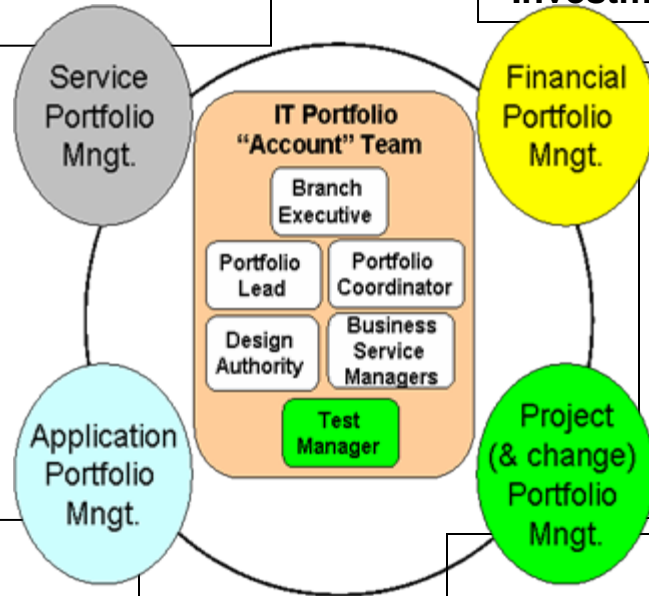 Service
Portfolio
Mngt.
Financial
Portfolio
Mngt.
IT Portfolio
“Account” Team
Branch
Executive
Portfolio
Lead
Portfolio
Coordinator
Design
Authority
Business
Service
Managers
Test
Manager
Application
Portfolio
Mngt.
Project
(& change)
Portfolio
Mngt.